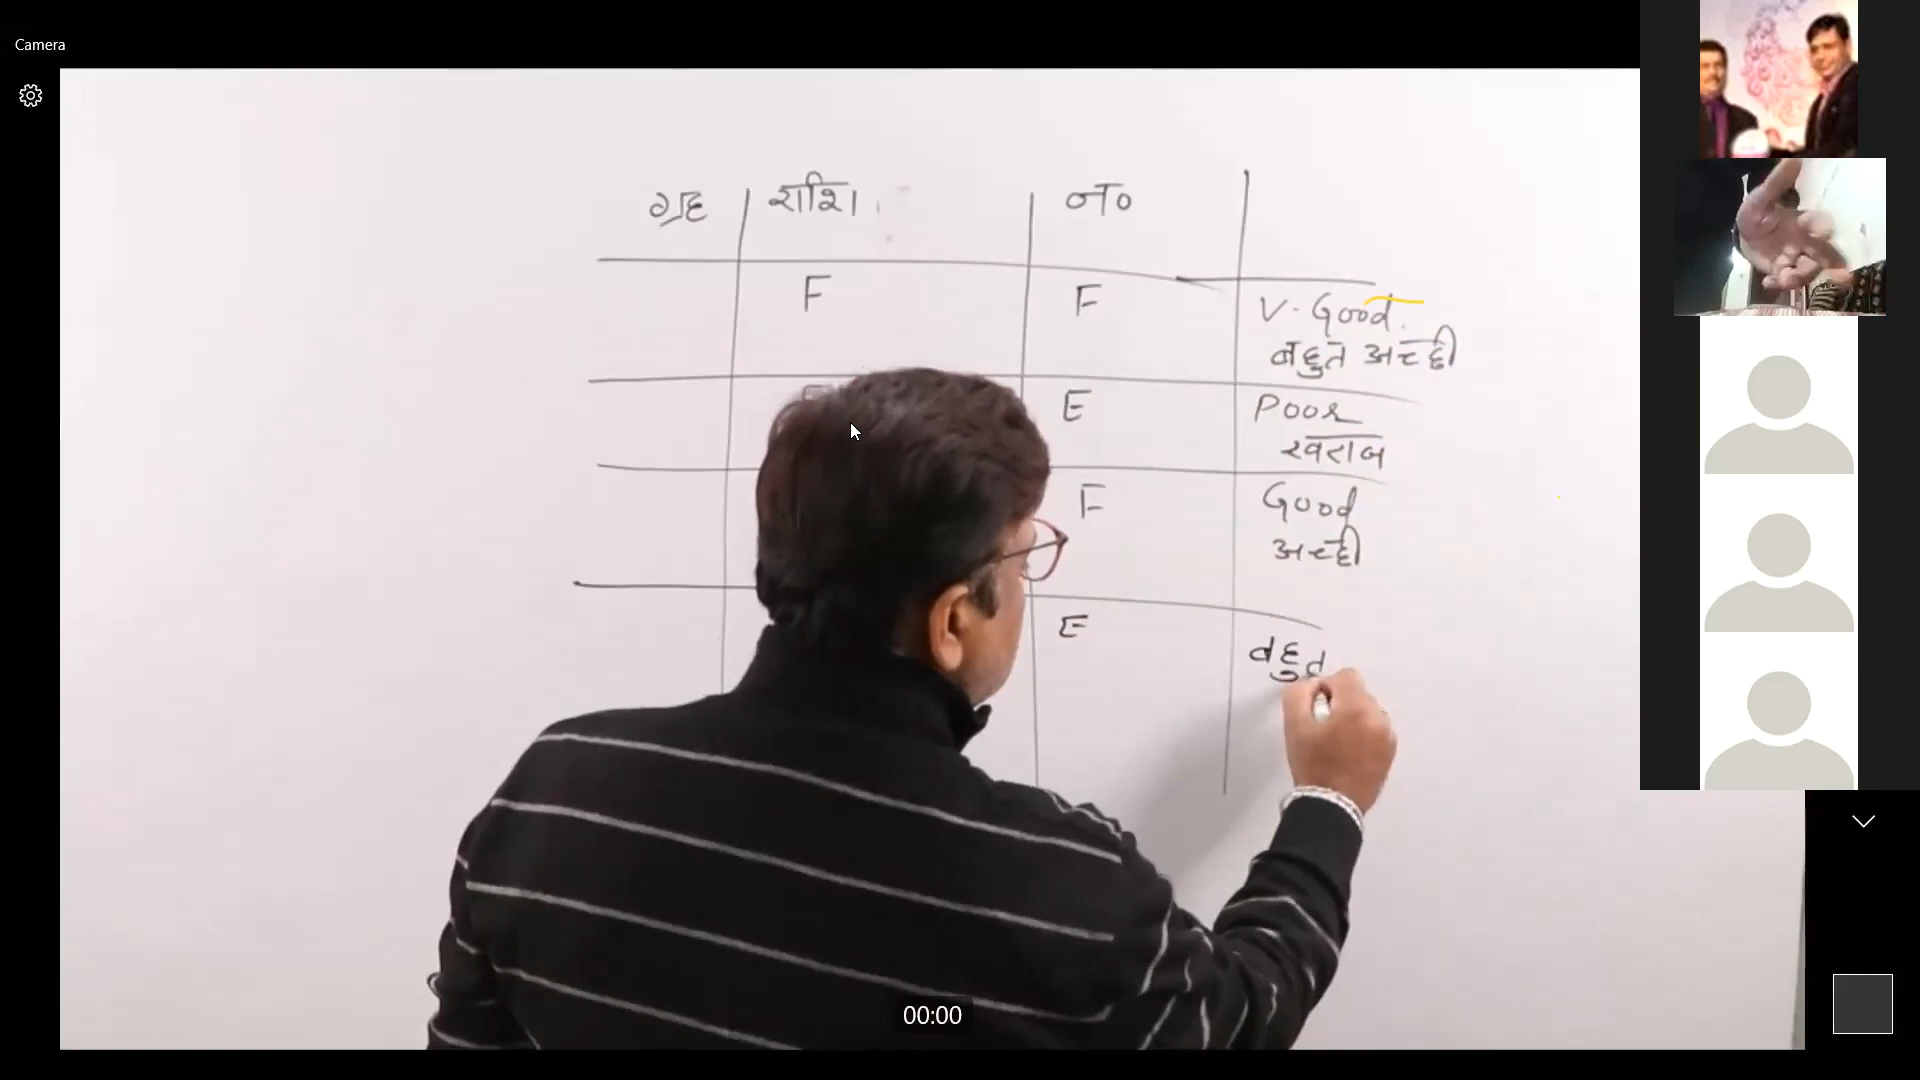 Camera
ग्रह राशि न०
F F V. Good.
बहुत अच्छी
E Poor
खराब
F Good
अच्छी
E बहुत
00:00